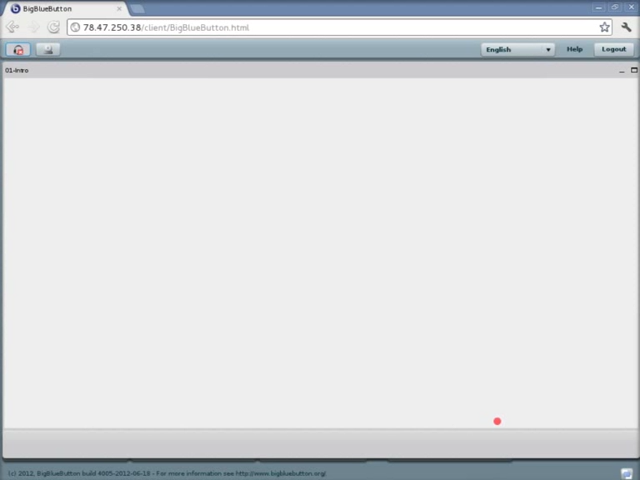 BigBlueButton
78.47.250.38/client/BigBlueButton.html
English
Help
Logout
01-Intro
(c) 2012, BigBlueButton build 4005-2012-06-18 - For more information see http://www.bigbluebutton.org/